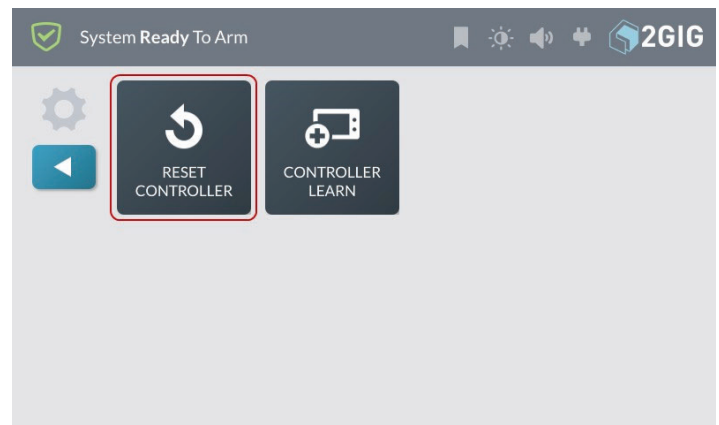 System Ready To Arm
2GIG
RESET
CONTROLLER
CONTROLLER
LEARN